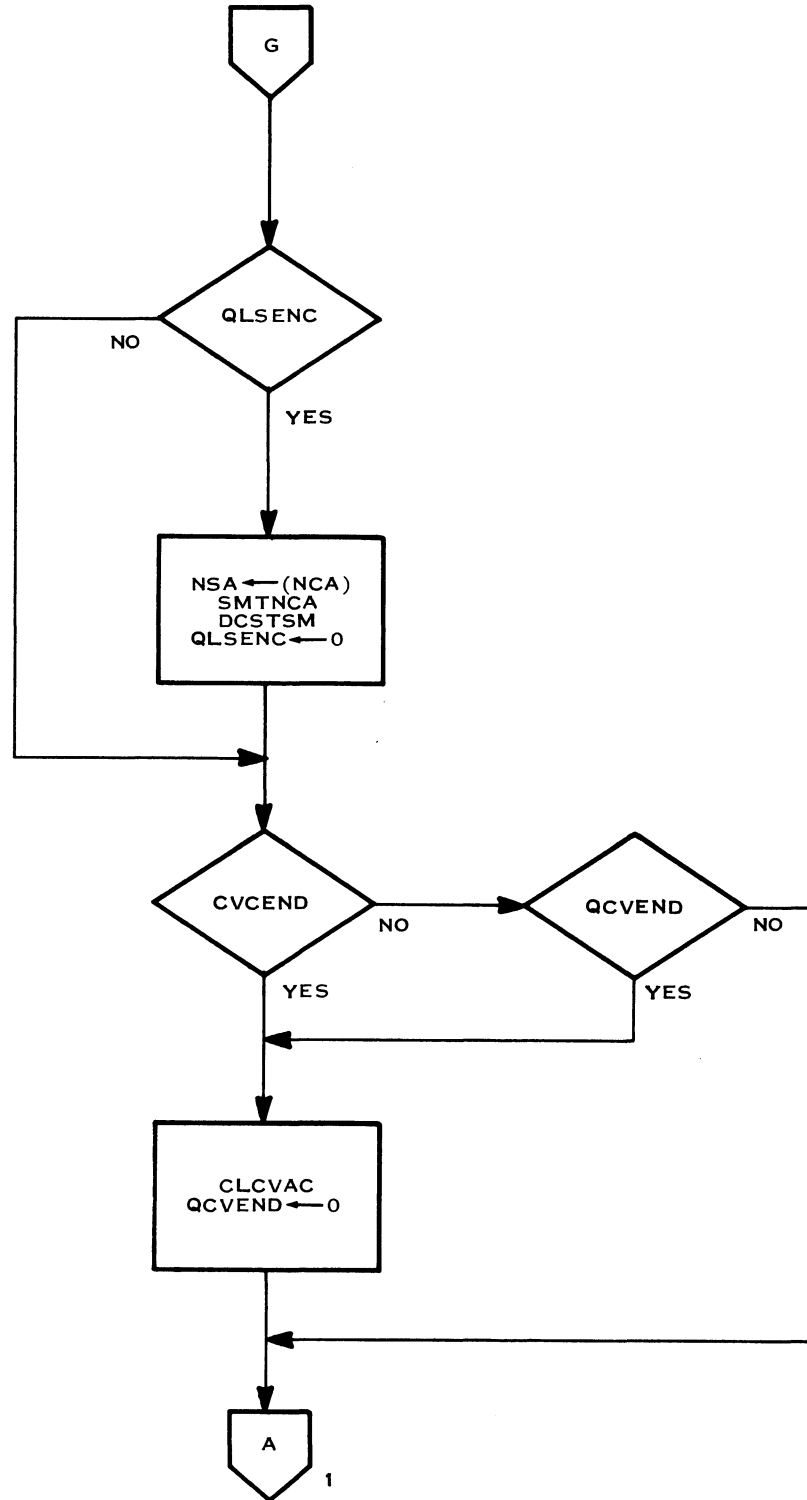 G
QLSENC
NO
YES
NSA←(NCA)
SMTNCA
DCSTSM
QLSENC←0
CVCEND
NO
QCVEND
NO
YES
YES
CLCVAC
QCVEND←0
A
1